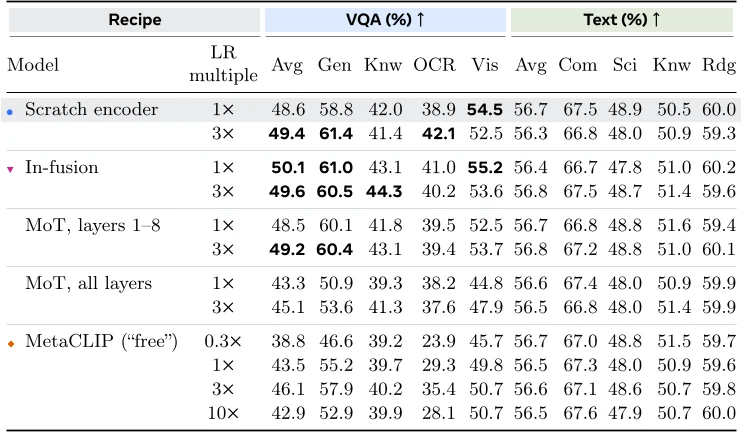 Recipe VQA (%) ↑ Text (%) ↑
LR
Model multiple Avg Gen Knw OCR Vis Avg Com Sci Knw Rdg
Scratch encoder 1× 48.6 58.8 42.0 38.9 54.5 56.7 67.5 48.9 50.5 60.0
3× 49.4 61.4 41.4 42.1 52.5 56.3 66.8 48.0 50.9 59.3
In-fusion 1× 50.1 61.0 43.1 41.0 55.2 56.4 66.7 47.8 51.0 60.2
3× 49.6 60.5 44.3 40.2 53.6 56.8 67.5 48.7 51.4 59.6
MoT, layers 1–8 1× 48.5 60.1 41.8 39.5 52.5 56.7 66.8 48.8 51.6 59.4
3× 49.2 60.4 43.1 39.4 53.7 56.8 67.2 48.8 51.0 60.1
MoT, all layers 1× 43.3 50.9 39.3 38.2 44.8 56.6 67.4 48.0 50.9 59.9
3× 45.1 53.6 41.3 37.6 47.9 56.5 66.8 48.0 51.4 59.9
MetaCLIP (“free”) 0.3× 38.8 46.6 39.2 23.9 45.7 56.7 67.0 48.8 51.5 59.7
1× 43.5 55.2 39.7 29.3 49.8 56.5 67.3 48.0 50.9 59.6
3× 46.1 57.9 40.2 35.4 50.7 56.6 67.1 48.6 50.7 59.8
10× 42.9 52.9 39.9 28.1 50.7 56.5 67.6 47.9 50.7 60.0